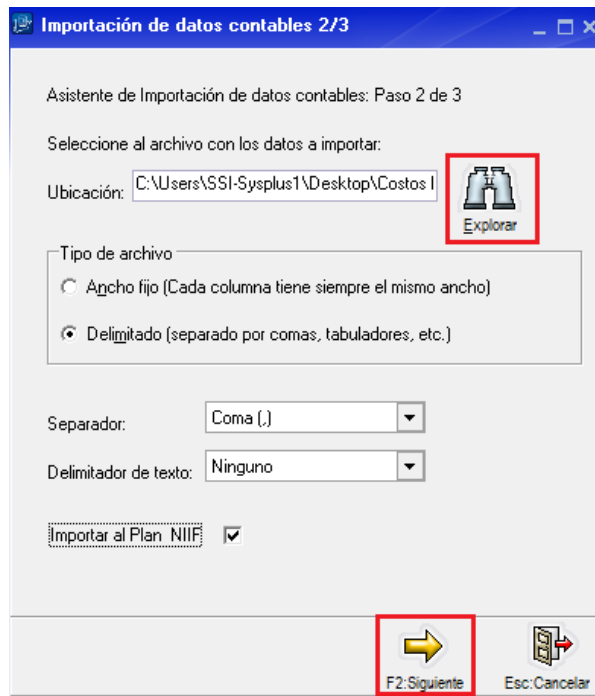 Importación de datos contables 2/3
Asistente de Importación de datos contables: Paso 2 de 3
Seleccione al archivo con los datos a importar:
Ubicación: C:\Users\SSI-Sysplus1\Desktop\Costos I
Explorar
Tipo de archivo
Ancho fijo (Cada columna tiene siempre el mismo ancho)
Delimitado (separado por comas, tabuladores, etc.)
Separador: Coma (,)
Delimitador de texto: Ninguno
Importar al Plan NIIF
F2:Siguiente Esc:Cancelar